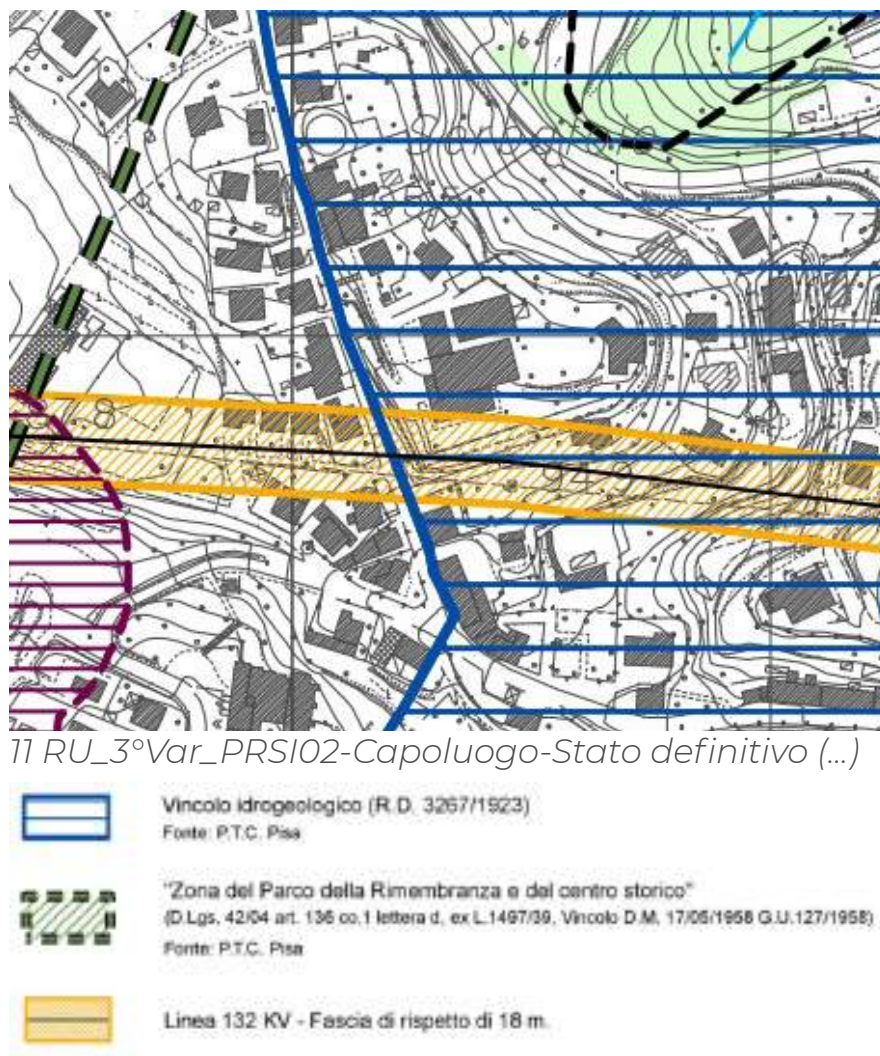 11 RU_3°Var_PRSI02-Capoluogo-Stato definitivo (...)
Vincolo idrogeologico (R.D. 3267/1923)
Fonte: P.T.C. Pisa
"Zona del Parco della Rimembranza e del centro storico"
(D.Lgs. 42/04 art. 136 co.1 lettera d, ex L.1497/39, Vincolo D.M. 17/05/1958 G.U.127/1958)
Fonte: P.T.C. Pisa
Linea 132 KV - Fascia di rispetto di 18 m.